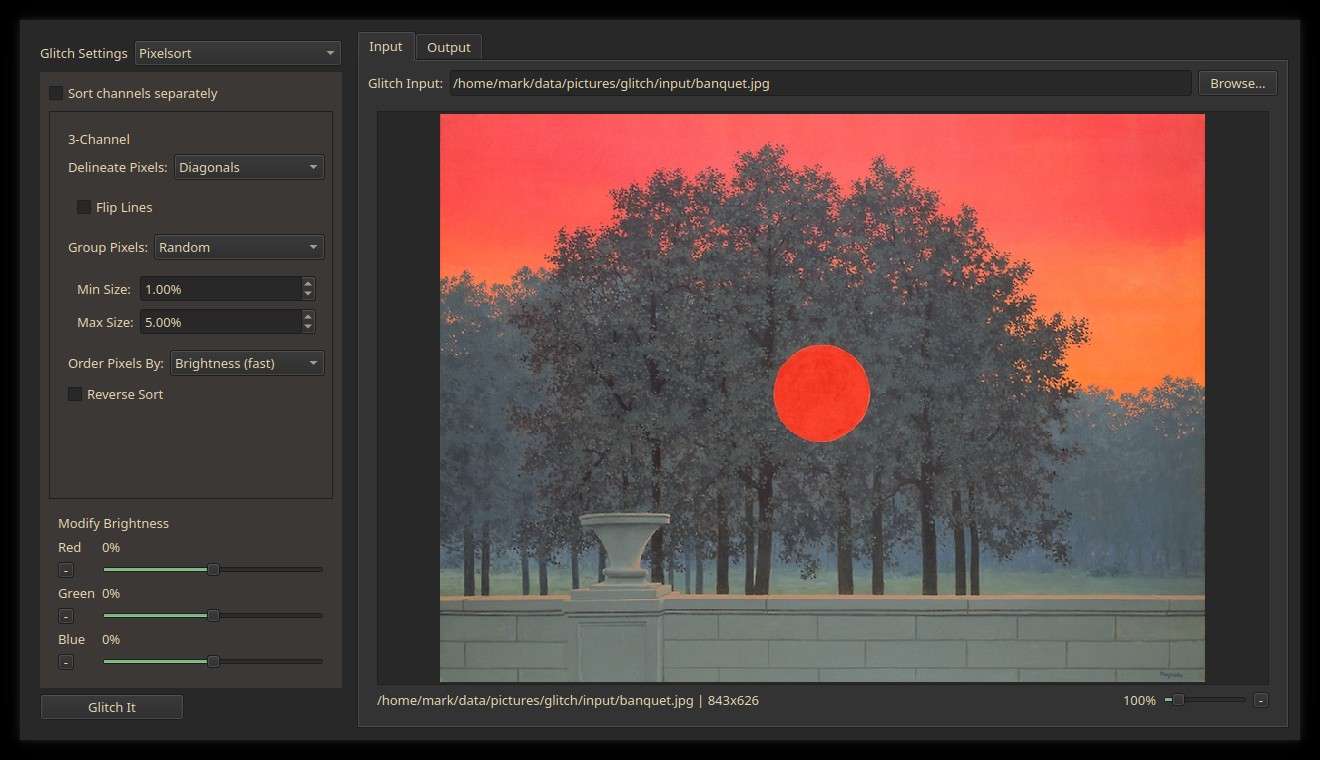 Glitch Settings Pixelsort
Sort channels separately
3-Channel
Delineate Pixels: Diagonals
Flip Lines
Group Pixels: Random
Min Size: 1.00%
Max Size: 5.00%
Order Pixels By: Brightness (fast)
Reverse Sort
Modify Brightness
Red 0%
-
Green 0%
-
Blue 0%
-
Glitch It
Input Output
Glitch Input: /home/mark/data/pictures/glitch/input/banquet.jpg Browse...
/home/mark/data/pictures/glitch/input/banquet.jpg | 843x626
100% -